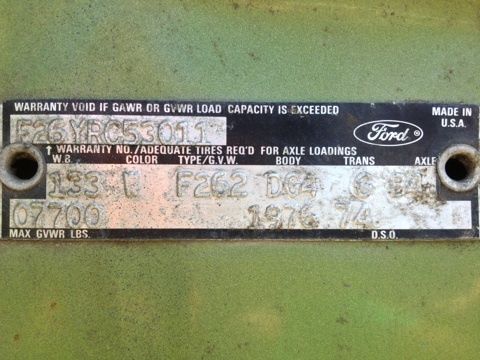 WARRANTY VOID IF GAWR OR GVWR LOAD CAPACITY IS EXCEEDED
MADE IN U.S.A.
F26YRC53011
Ford
↑ WARRANTY NO./ADEQUATE TIRES REQ'D FOR AXLE LOADINGS
W.B. COLOR TYPE/G.V.W. BODY TRANS AXLE
133 F262 DG4 G
07700 1976 74
MAX GVWR LBS. D.S.O.